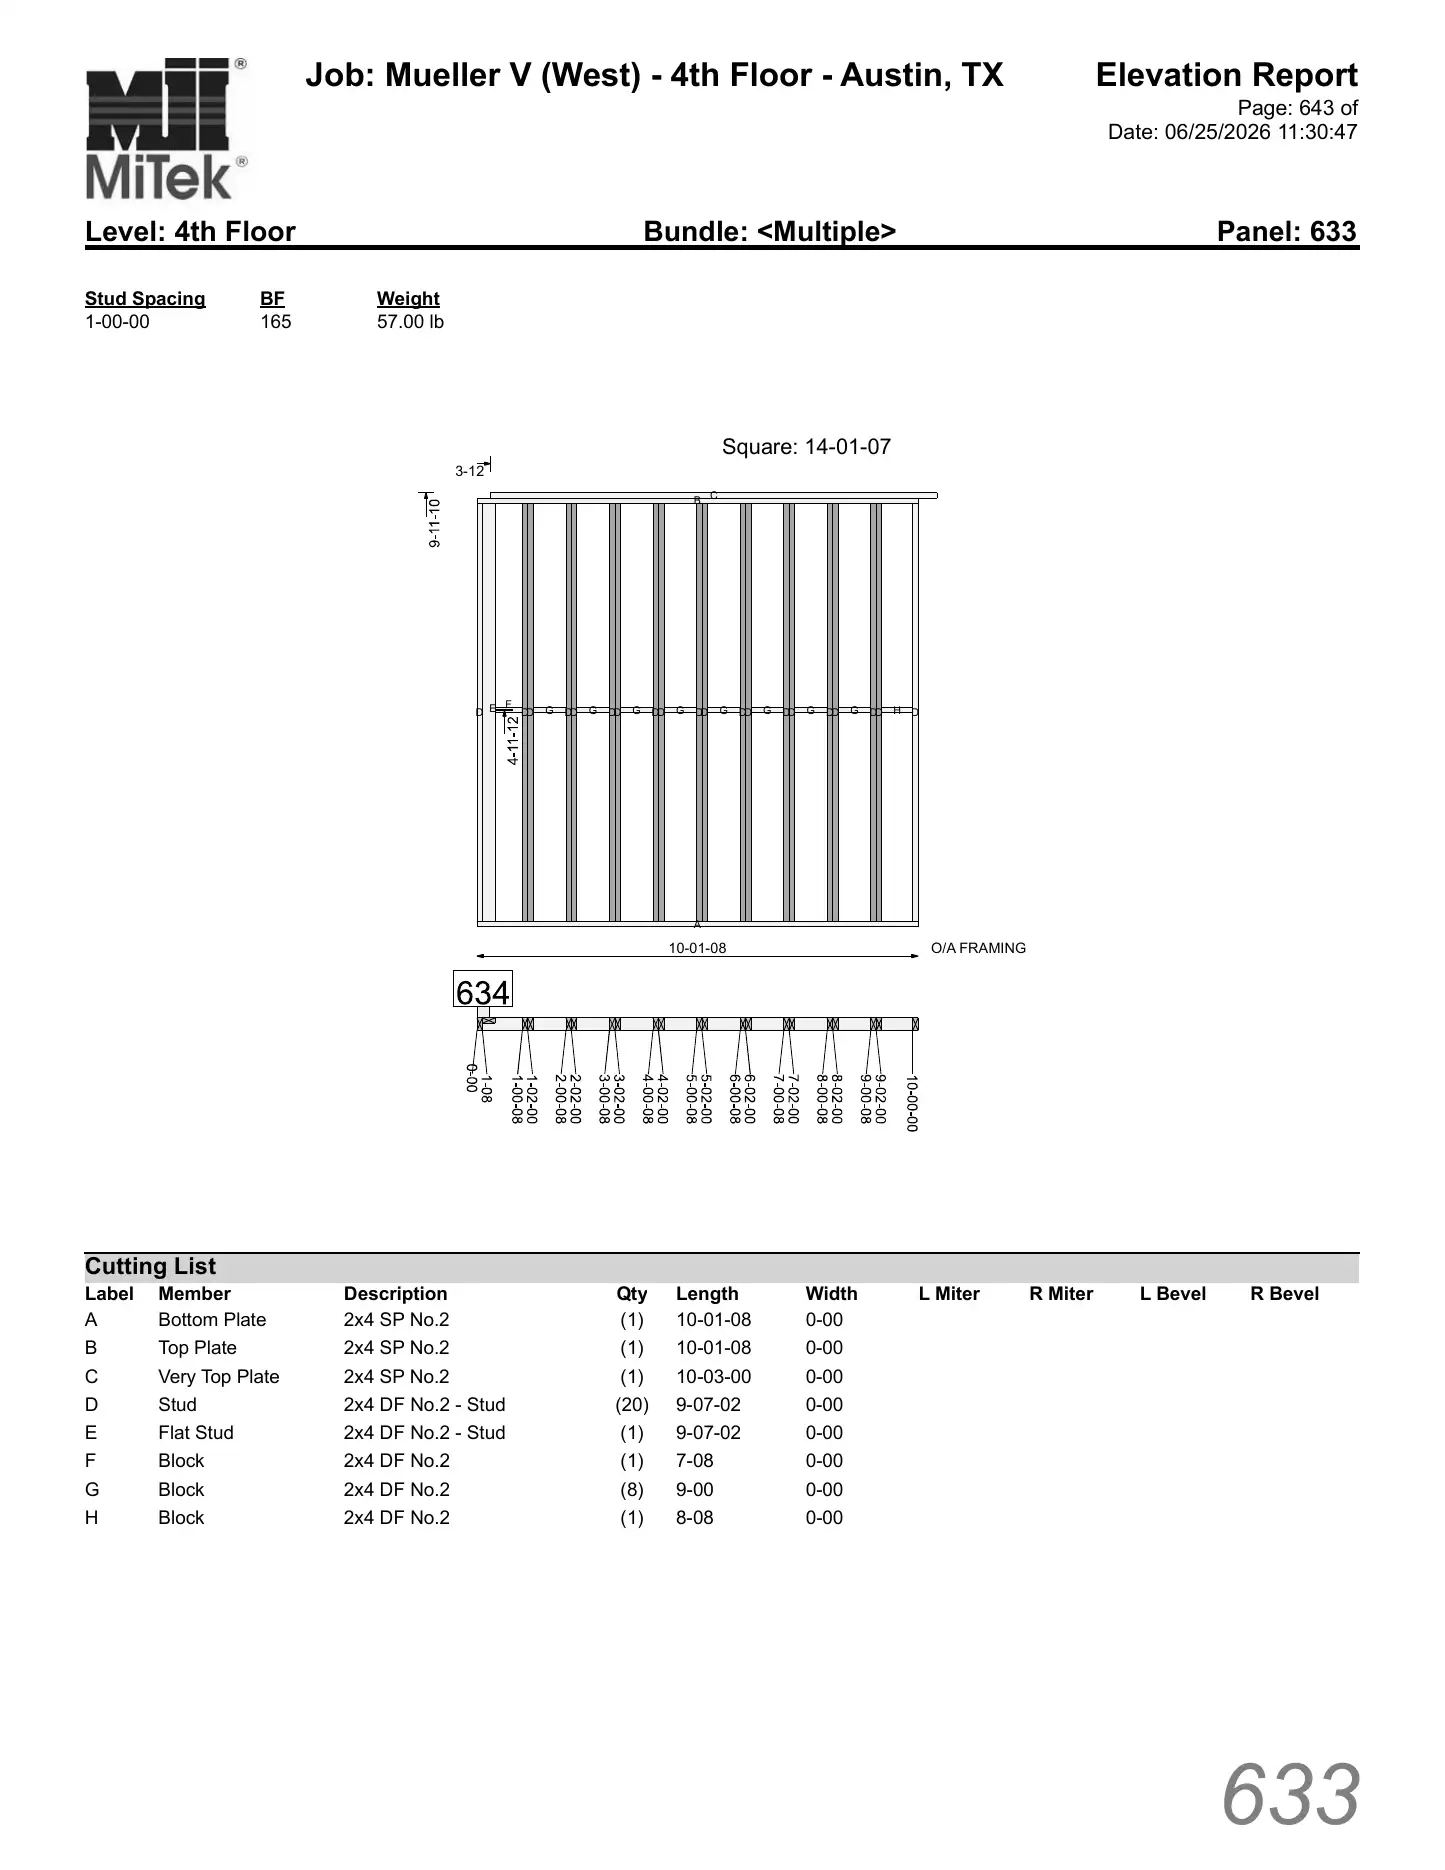 Job: Mueller V (West) - 4th Floor - Austin, TX
Elevation Report
Page: 643 of
Date: 06/25/2026 11:30:47
MiTek®
Level: 4th Floor Bundle: <Multiple> Panel: 633
Stud Spacing BF Weight
1-00-00 165 57.00 lb
Square: 14-01-07
3-12
9-11-10
C
B
D E F D D G D D G D D G D D G D D G D D G D D G D D G D D H D
4-11-12
A
10-01-08 O/A FRAMING
634
0-00 1-08 1-00-08 1-02-00 2-00-08 2-02-00 3-00-08 3-02-00 4-00-08 4-02-00 5-00-08 5-02-00 6-00-08 6-02-00 7-00-08 7-02-00 8-00-08 8-02-00 9-00-08 9-02-00 10-00-00
Cutting List
Label Member Description Qty Length Width L Miter R Miter L Bevel R Bevel
A Bottom Plate 2x4 SP No.2 (1) 10-01-08 0-00
B Top Plate 2x4 SP No.2 (1) 10-01-08 0-00
C Very Top Plate 2x4 SP No.2 (1) 10-03-00 0-00
D Stud 2x4 DF No.2 - Stud (20) 9-07-02 0-00
E Flat Stud 2x4 DF No.2 - Stud (1) 9-07-02 0-00
F Block 2x4 DF No.2 (1) 7-08 0-00
G Block 2x4 DF No.2 (8) 9-00 0-00
H Block 2x4 DF No.2 (1) 8-08 0-00
633